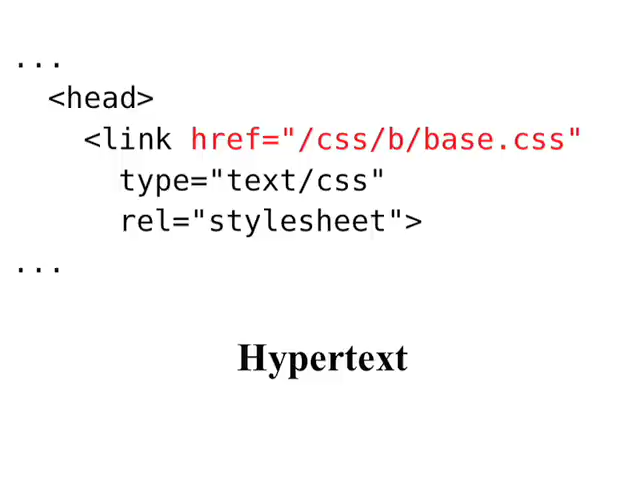 ...
<head>
<link href="/css/b/base.css"
type="text/css"
rel="stylesheet">
...
Hypertext